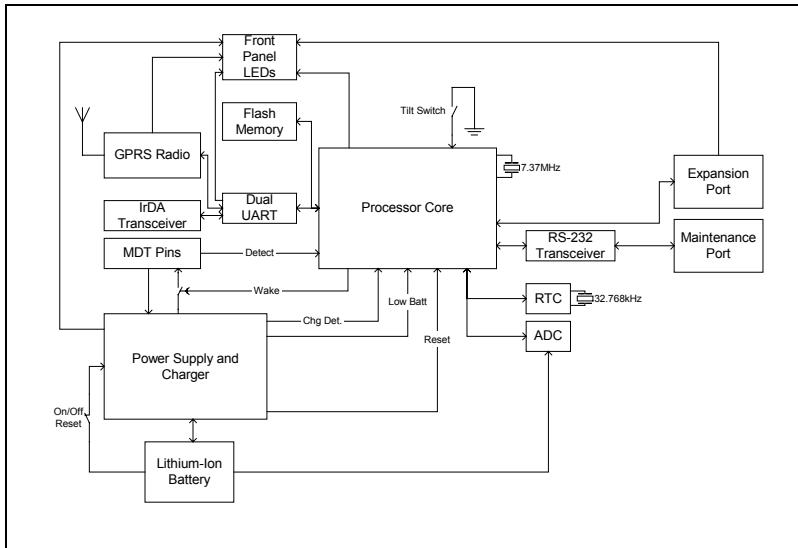 Front
Panel
LEDs
Flash
Memory
Tilt Switch
GPRS Radio
7.37MHz
Processor Core
Expansion
Port
IrDA
Transceiver
Dual
UART
RS-232
Transceiver
Maintenance
Port
MDT Pins
Detect
Wake
Low Batt
RTC
32.768kHz
Chg Det.
Reset
ADC
Power Supply and
Charger
On/Off
Reset
Lithium-Ion
Battery